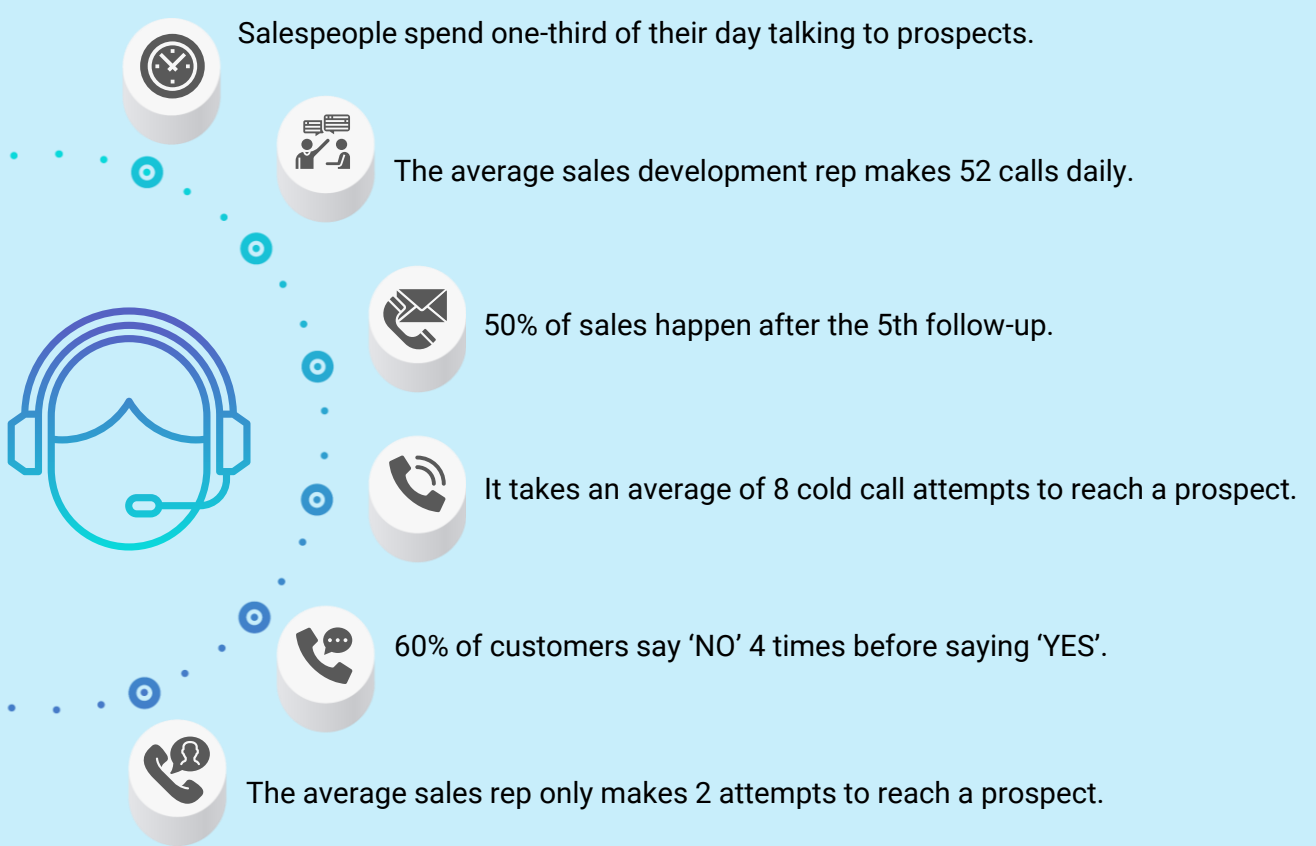 Salespeople spend one-third of their day talking to prospects.
The average sales development rep makes 52 calls daily.
50% of sales happen after the 5th follow-up.
It takes an average of 8 cold call attempts to reach a prospect.
60% of customers say ‘NO’ 4 times before saying ‘YES’.
The average sales rep only makes 2 attempts to reach a prospect.